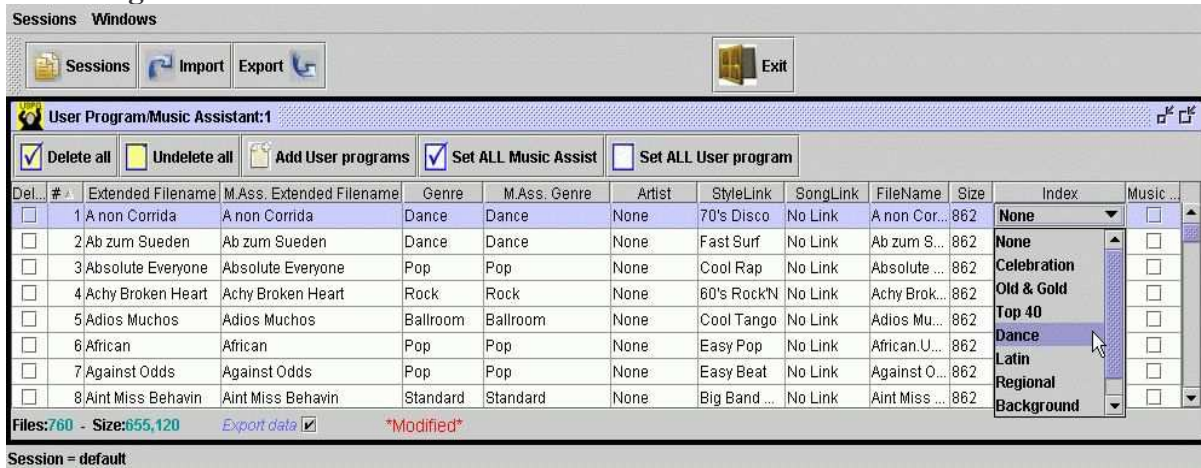 Sessions Windows
Sessions Import Export Exit
User Program/Music Assistant:1
Delete all Undelete all Add User programs Set ALL Music Assist Set ALL User program
Del... # Extended Filename M.Ass. Extended Filename Genre M.Ass. Genre Artist StyleLink SongLink FileName Size Index Music ...
1 A non Corrida A non Corrida Dance Dance None 70's Disco No Link A non Cor... 862 None
2 Ab zum Sueden Ab zum Sueden Dance Dance None Fast Surf No Link Ab zum S... 862 None
3 Absolute Everyone Absolute Everyone Pop Pop None Cool Rap No Link Absolute ... 862 Celebration
4 Achy Broken Heart Achy Broken Heart Rock Rock None 60's Rock'N No Link Achy Brok... 862 Old & Gold
5 Adios Muchos Adios Muchos Ballroom Ballroom None Cool Tango No Link Adios Mu... 862 Top 40
6 African African Pop Pop None Easy Pop No Link African.U... 862 Dance
7 Against Odds Against Odds Pop Pop None Easy Beat No Link Against O... 862 Latin
Regional
8 Aint Miss Behavin Aint Miss Behavin Standard Standard None Big Band ... No Link Aint Miss ... 862 Background
Files:760 - Size:655,120 Export data *Modified*
Session = default